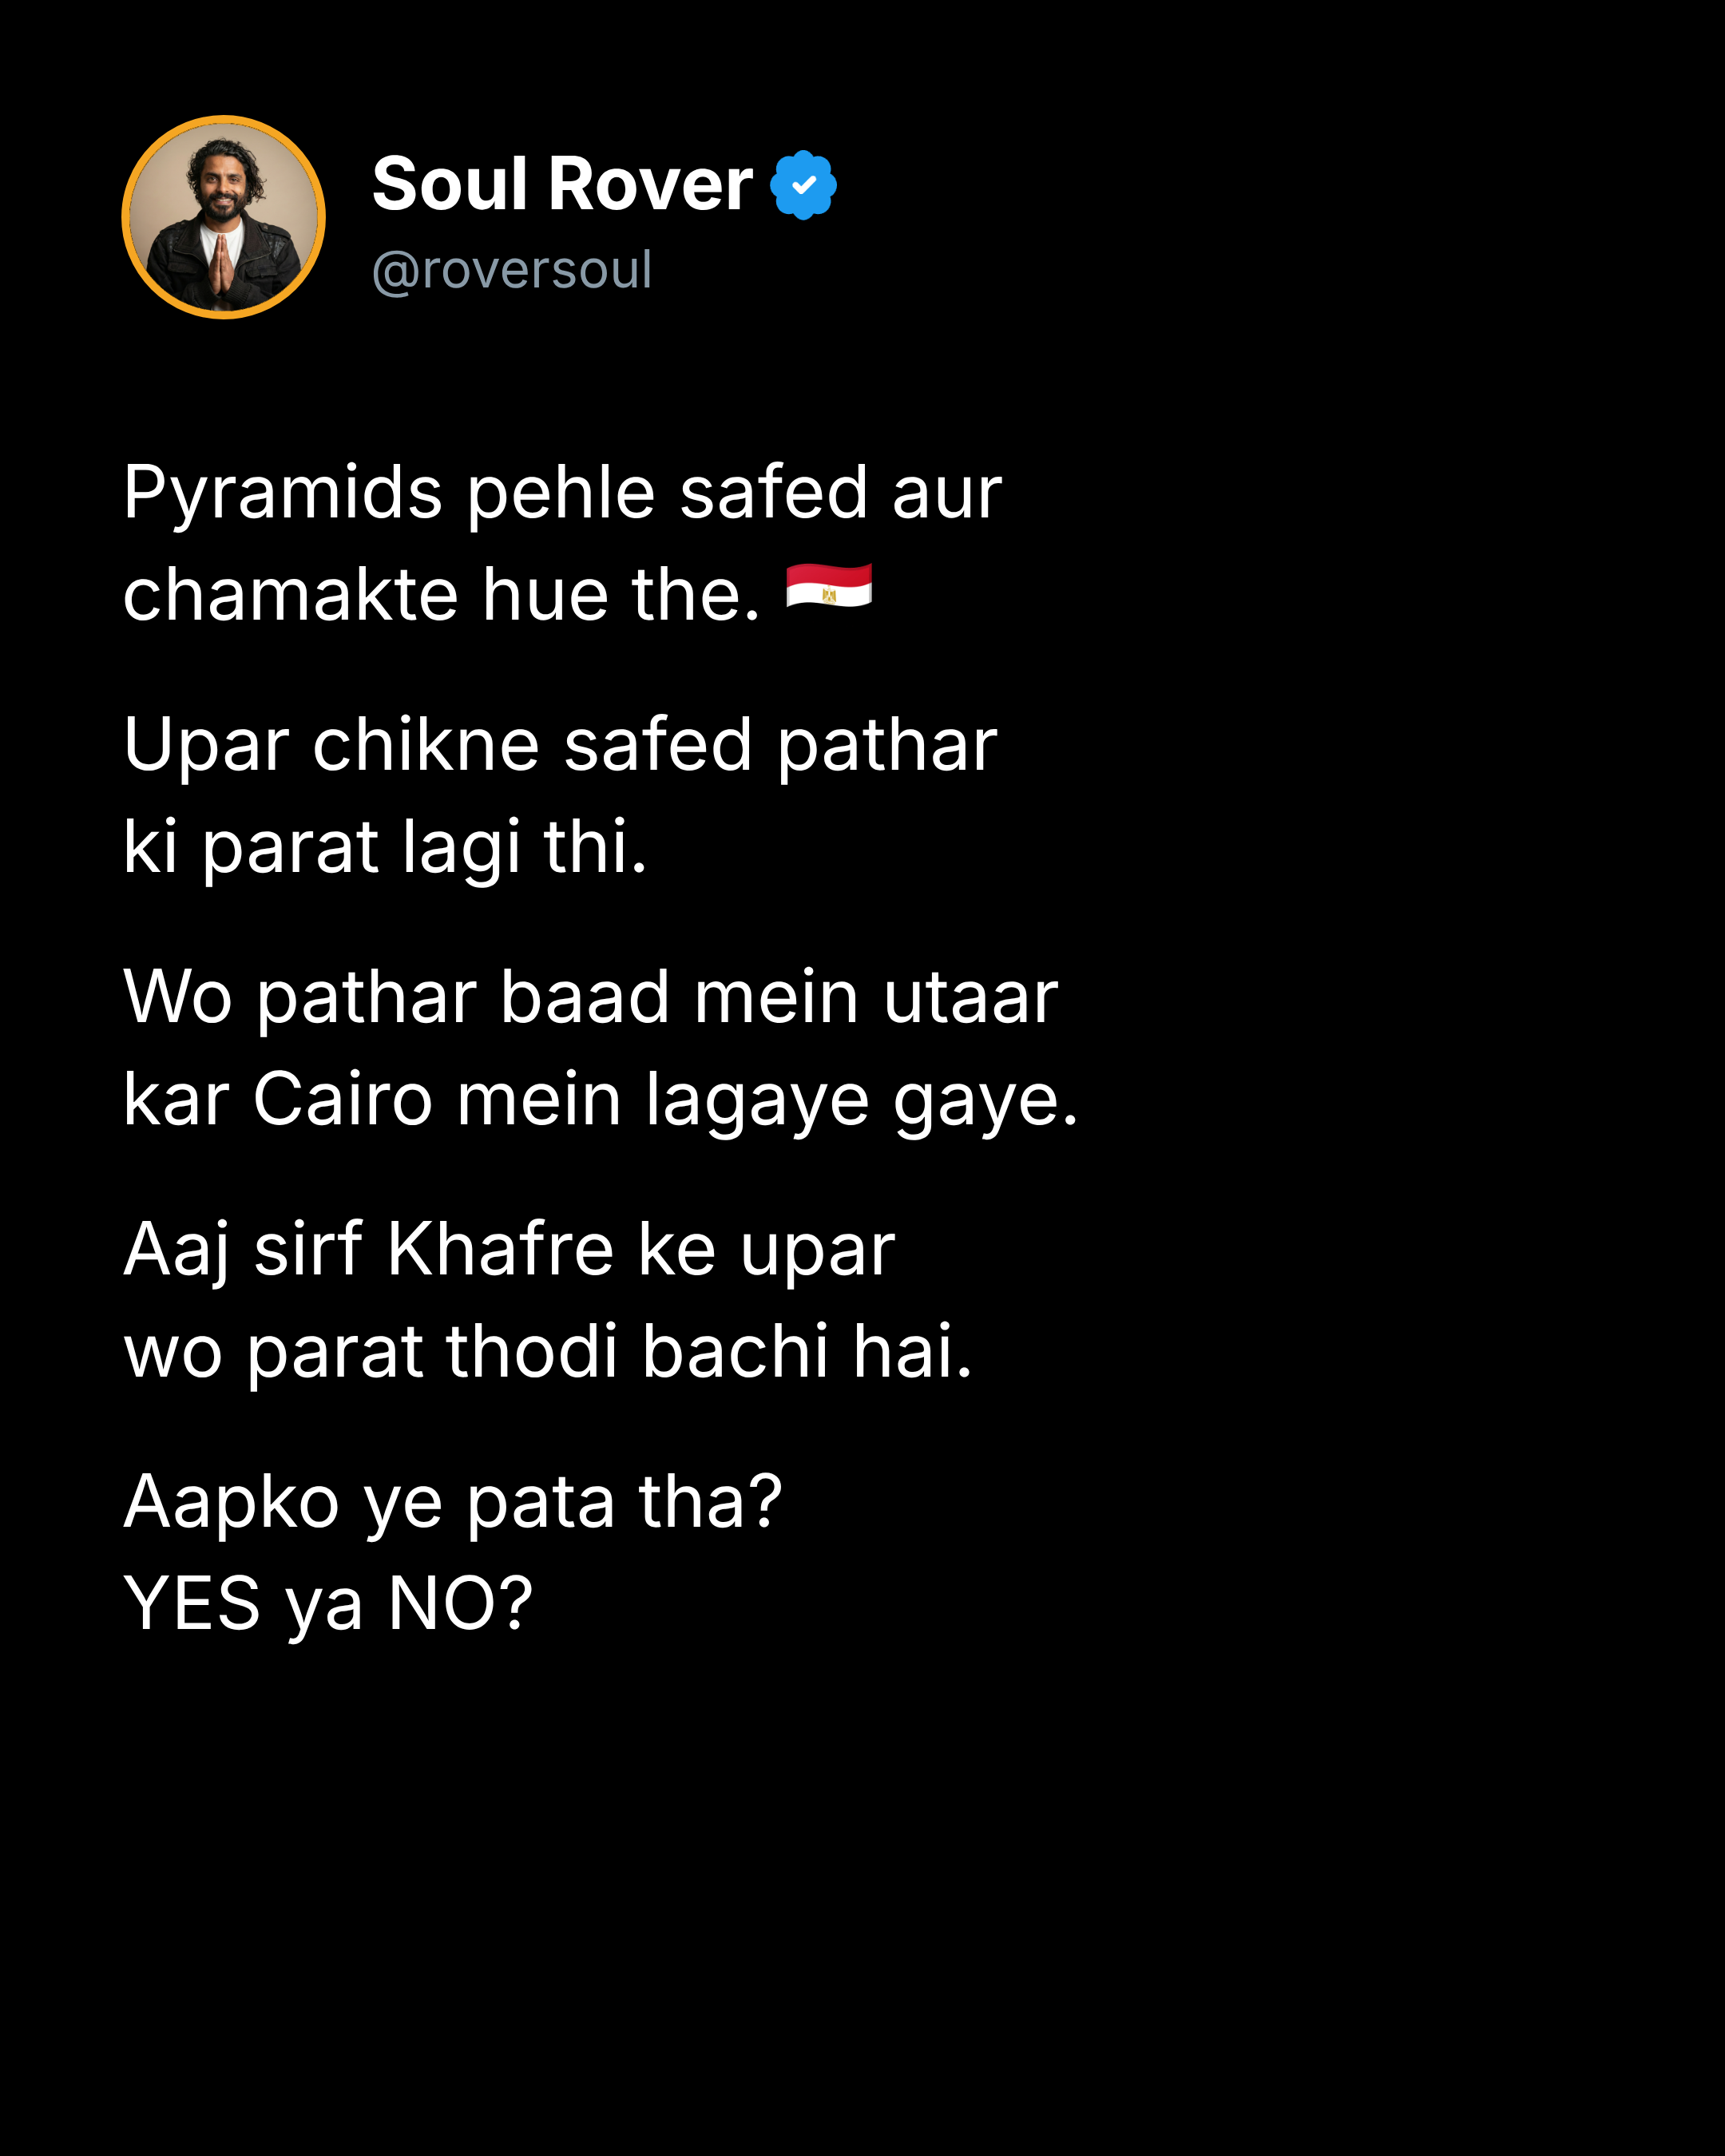 Soul Rover
@roversoul
Pyramids pehle safed aur
chamakte hue the. 🇪🇬
Upar chikne safed pathar
ki parat lagi thi.
Wo pathar baad mein utaar
kar Cairo mein lagaye gaye.
Aaj sirf Khafre ke upar
wo parat thodi bachi hai.
Aapko ye pata tha?
YES ya NO?